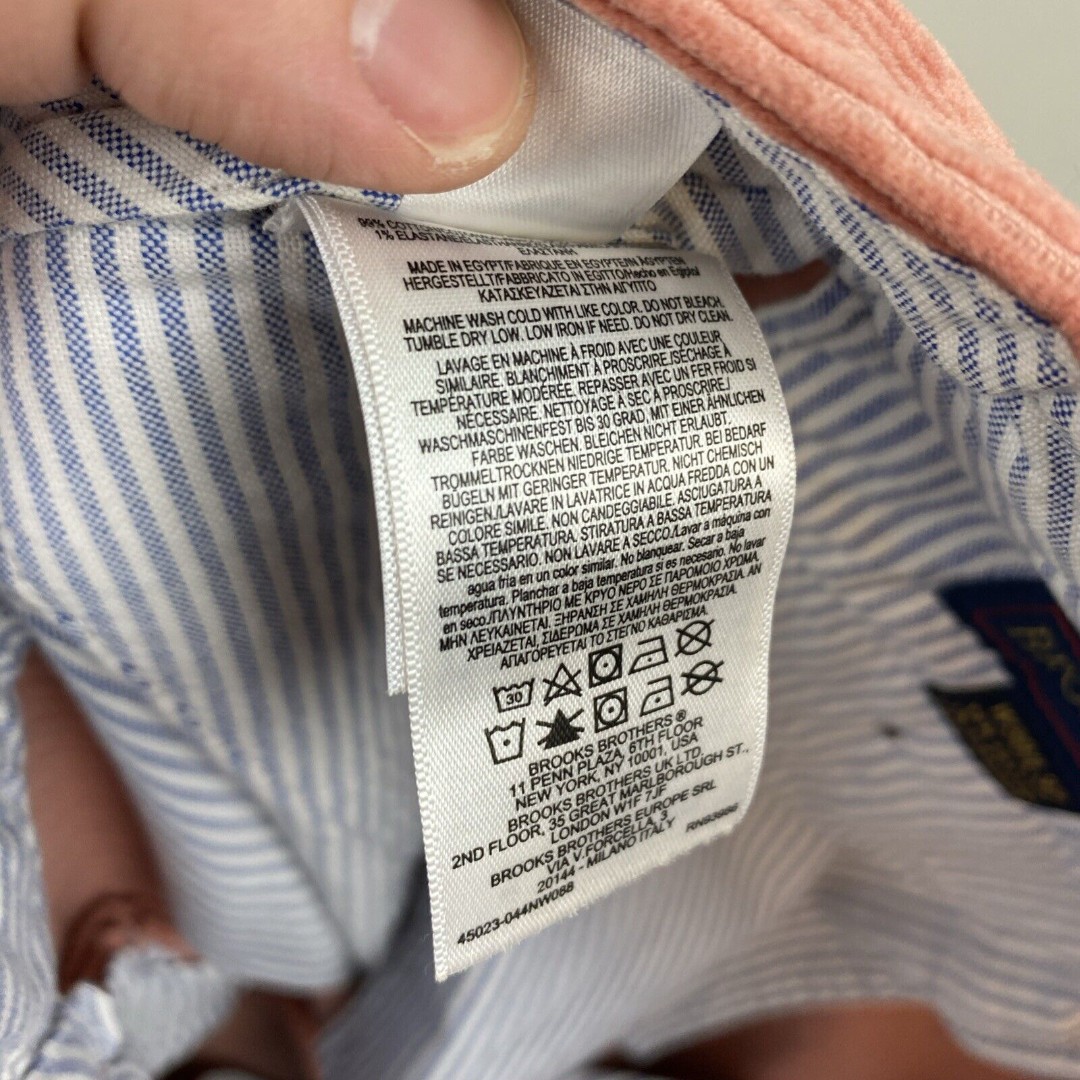 99% COTTON
1% ELASTANE
ΕΛΑΣΤΑΝΗ
MADE IN EGYPT/FABRIQUE EN EGYPTE/IN ÄGYPTEN
HERGESTELLT/FABBRICATO IN EGITTO/Hecho en
ΚΑΤΑΣΚΕΥΑΖΕΤΑΙ ΣΤΗΝ ΑΙΓΥΠΤΟ
MACHINE WASH COLD WITH LIKE COLOR. DO NOT BLEACH.
TUMBLE DRY LOW. LOW IRON IF NEED. DO NOT DRY CLEAN.
LAVAGE EN MACHINE À FROID AVEC UNE COULEUR
SIMILAIRE. BLANCHIMENT À PROSCRIRE./SÉCHAGE À
TEMPÉRATURE MODÉRÉE. REPASSER AVEC UN FER FROID SI
NÉCESSAIRE. NETTOYAGE À SEC À PROSCRIRE./
WASCHMASCHINENFEST BIS 30 GRAD, MIT EINER ÄHNLICHEN
FARBE WASCHEN. BLEICHEN NICHT ERLAUBT.
TROMMELTROCKNEN NIEDRIGE TEMPERATUR. BEI BEDARF
BÜGELN MIT GERINGER TEMPERATUR. NICHT CHEMISCH
REINIGEN./LAVARE IN LAVATRICE IN ACQUA FREDDA CON UN
COLORE SIMILE. NON CANDEGGIABILE. ASCIUGATURA A
BASSA TEMPERATURA. STIRATURA A BASSA TEMPERATURA
SE NECESSARIO. NON LAVARE A SECCO./Lavar a máquina con
agua fria en un color similar. No blanquear. Secar a baja
temperatura. Planchar a baja temperatura si es necesario. No lavar
en seco./ΠΛΥΝΤΗΡΙΟ ΜΕ ΚΡΥΟ ΝΕΡΟ ΣΕ ΠΑΡΟΜΟΙΟ ΧΡΩΜΑ.
ΜΗΝ ΛΕΥΚΑΙΝΕΤΑΙ. ΞΗΡΑΝΣΗ ΣΕ ΧΑΜΗΛΗ ΘΕΡΜΟΚΡΑΣΙΑ. ΑΝ
ΧΡΕΙΑΖΕΤΑΙ, ΣΙΔΕΡΩΜΑ ΣΕ ΧΑΜΗΛΗ ΘΕΡΜΟΚΡΑΣΙΑ.
ΑΠΑΓΟΡΕΥΕΤΑΙ ΤΟ ΣΤΕΓΝΟ ΚΑΘΑΡΙΣΜΑ.
30
BROOKS BROTHERS ®
11 PENN PLAZA, 6TH FLOOR
NEW YORK, NY 10001, USA
BROOKS BROTHERS UK LTD.
2ND FLOOR, 35 GREAT MARLBOROUGH ST.,
LONDON W1F 7JF
BROOKS BROTHERS EUROPE SRL
VIA V.FORCELLA, 3
20144 - MILANO ITALY
45023-044NW088